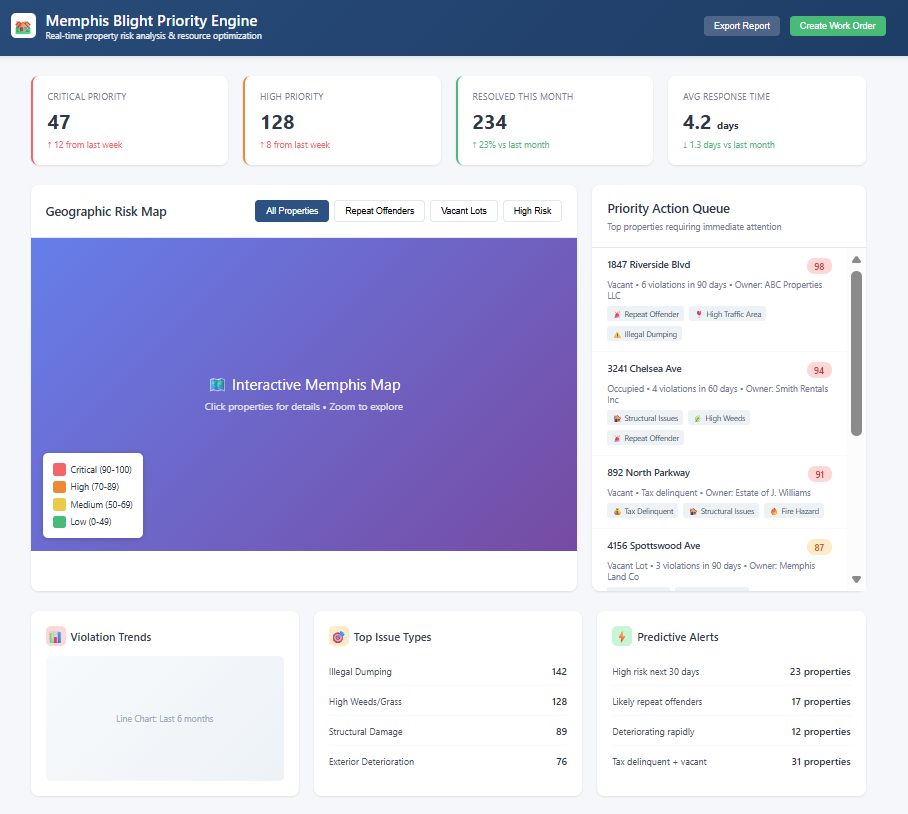 Memphis Blight Priority Engine
Real-time property risk analysis & resource optimization
Export Report
Create Work Order
CRITICAL PRIORITY
47
↑ 12 from last week
HIGH PRIORITY
128
↑ 8 from last week
RESOLVED THIS MONTH
234
↑ 23% vs last month
AVG RESPONSE TIME
4.2 days
↓ 1.3 days vs last month
Geographic Risk Map
All Properties
Repeat Offenders
Vacant Lots
High Risk
Interactive Memphis Map
Click properties for details • Zoom to explore
Critical (90-100)
High (70-89)
Medium (50-69)
Low (0-49)
Priority Action Queue
Top properties requiring immediate attention
1847 Riverside Blvd
98
Vacant • 6 violations in 90 days • Owner: ABC Properties
LLC
Repeat Offender
High Traffic Area
Illegal Dumping
3241 Chelsea Ave
94
Occupied • 4 violations in 60 days • Owner: Smith Rentals
Inc
Structural Issues
High Weeds
Repeat Offender
892 North Parkway
91
Vacant • Tax delinquent • Owner: Estate of J. Williams
Tax Delinquent
Structural Issues
Fire Hazard
4156 Spottswood Ave
87
Vacant Lot • 3 violations in 90 days • Owner: Memphis
Land Co
Violation Trends
Line Chart: Last 6 months
Top Issue Types
Illegal Dumping 142
High Weeds/Grass 128
Structural Damage 89
Exterior Deterioration 76
Predictive Alerts
High risk next 30 days 23 properties
Likely repeat offenders 17 properties
Deteriorating rapidly 12 properties
Tax delinquent + vacant 31 properties